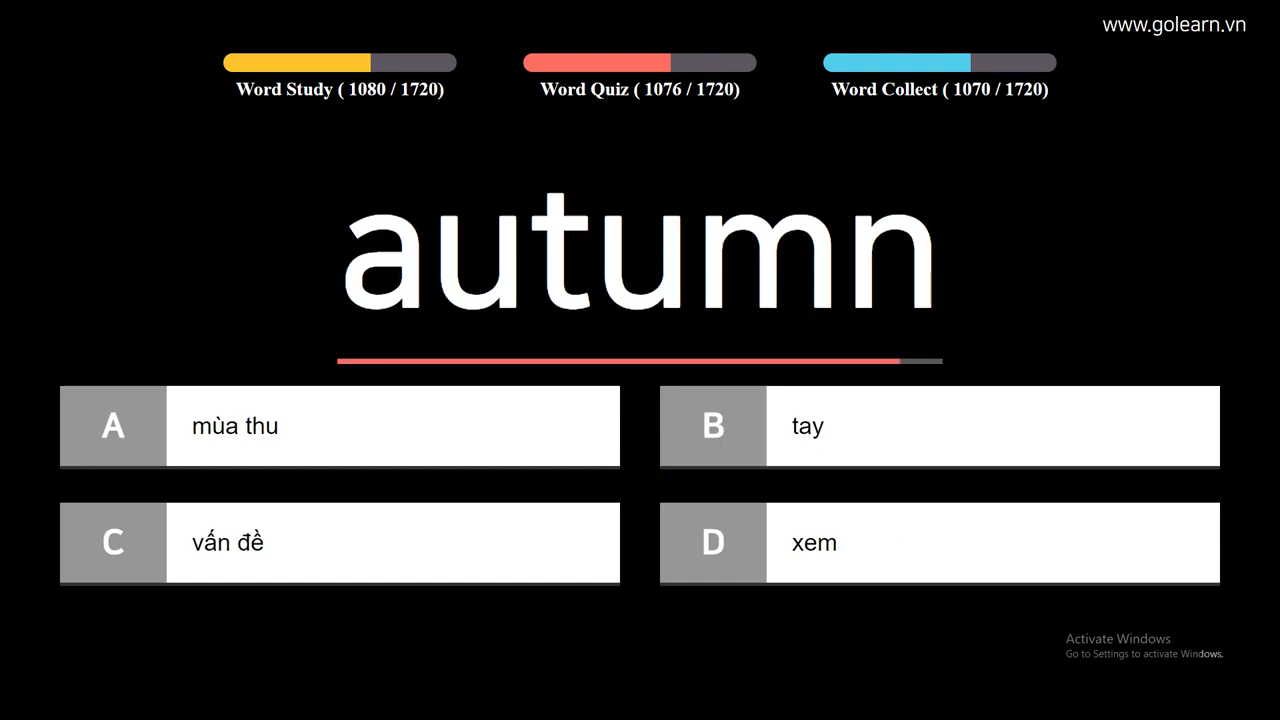 www.golearn.vn
Word Study ( 1080 / 1720)
Word Quiz ( 1076 / 1720)
Word Collect ( 1070 / 1720)
autumn
A mùa thu
B tay
C vấn đề
D xem
Activate Windows
Go to Settings to activate Windows.